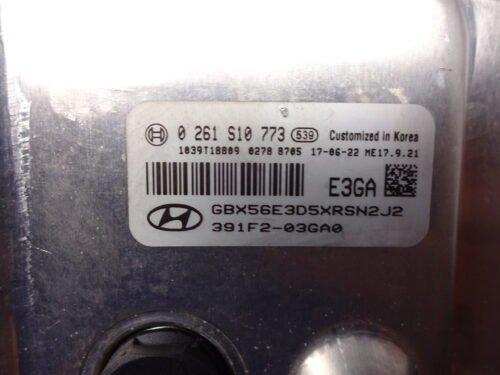 0 261 S10 773 539 Customized in Korea
1039T18809 0278 8705 17-06-22 ME17.9.21
E3GA
GBX56E3D5XRSN2J2
391F2-03GA0